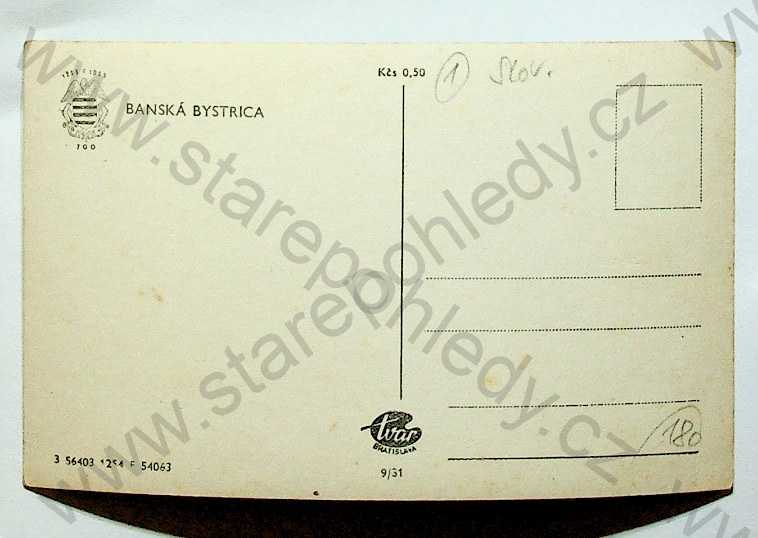 1255 1955
700
BANSKÁ BYSTRICA
Kčs 0,50
1 Slov.
tvar
BRATISLAVA
9/31
180
3 56403 1254 F 54063
www.starepohledy.cz
www.starepohledy.cz